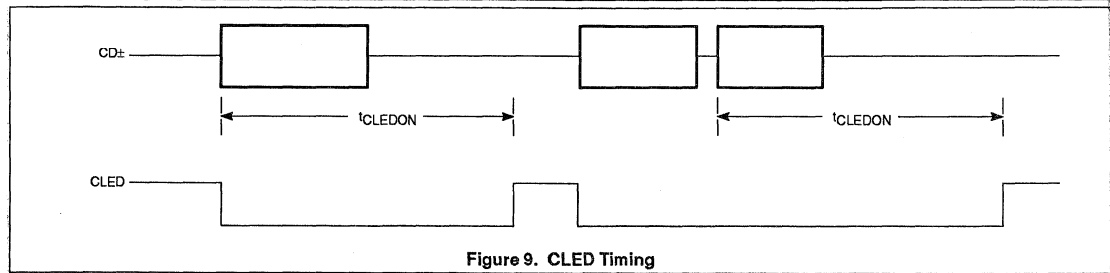 CD±
tCLEDON
tCLEDON
CLED
Figure 9. CLED Timing